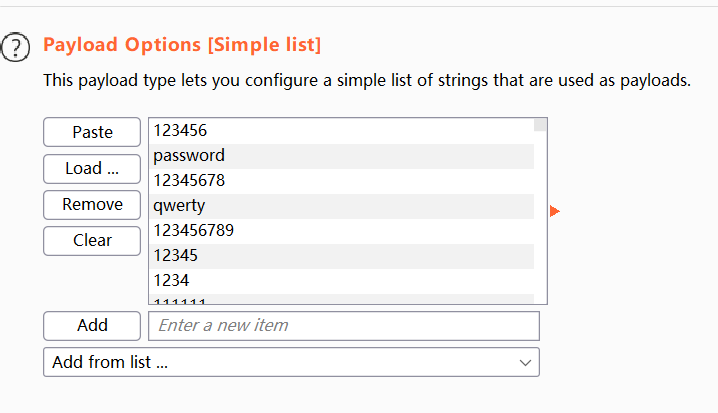 ?
Payload Options [Simple list]
This payload type lets you configure a simple list of strings that are used as payloads.
Paste
Load ...
Remove
Clear
123456
password
12345678
qwerty
123456789
12345
1234
111111
Add
Enter a new item
Add from list ...